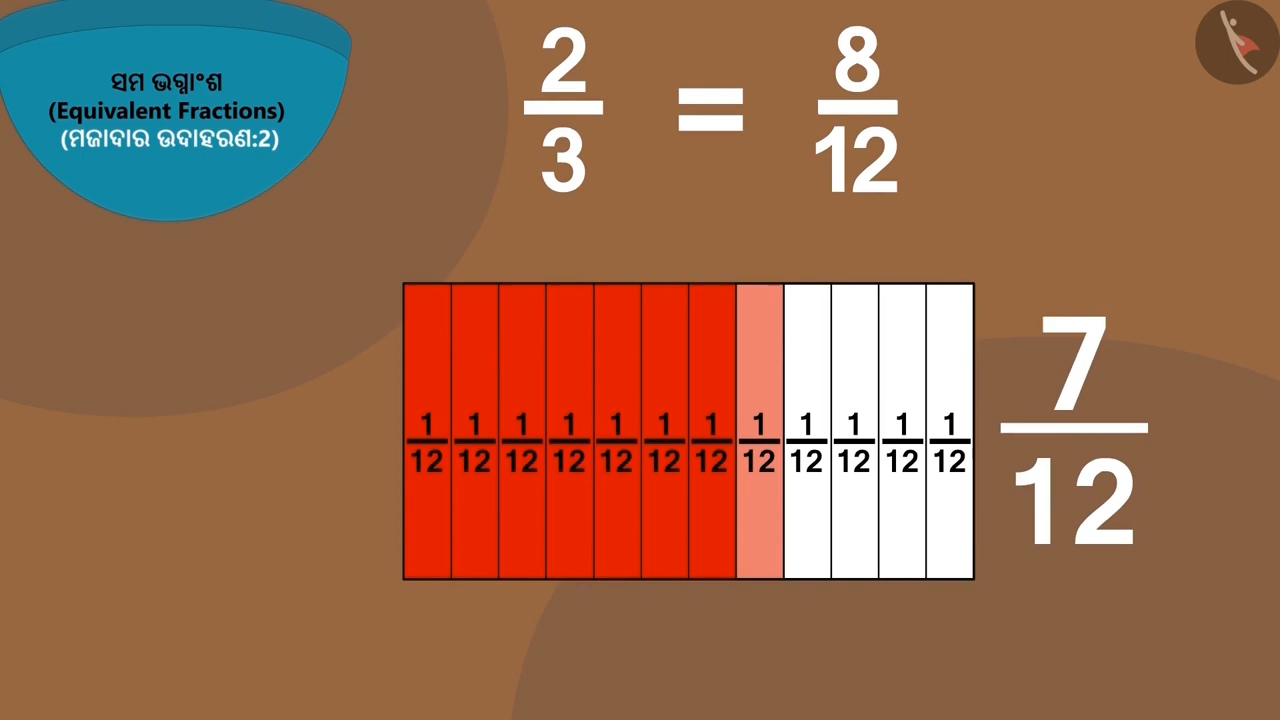 ସମ ଭଗ୍ନାଂଶ
(Equivalent Fractions)
(ମଜାଦାର ଉଦାହରଣ:2)
2/3 = 8/12
1/12 1/12 1/12 1/12 1/12 1/12 1/12 1/12 1/12 1/12 1/12 1/12
7/12